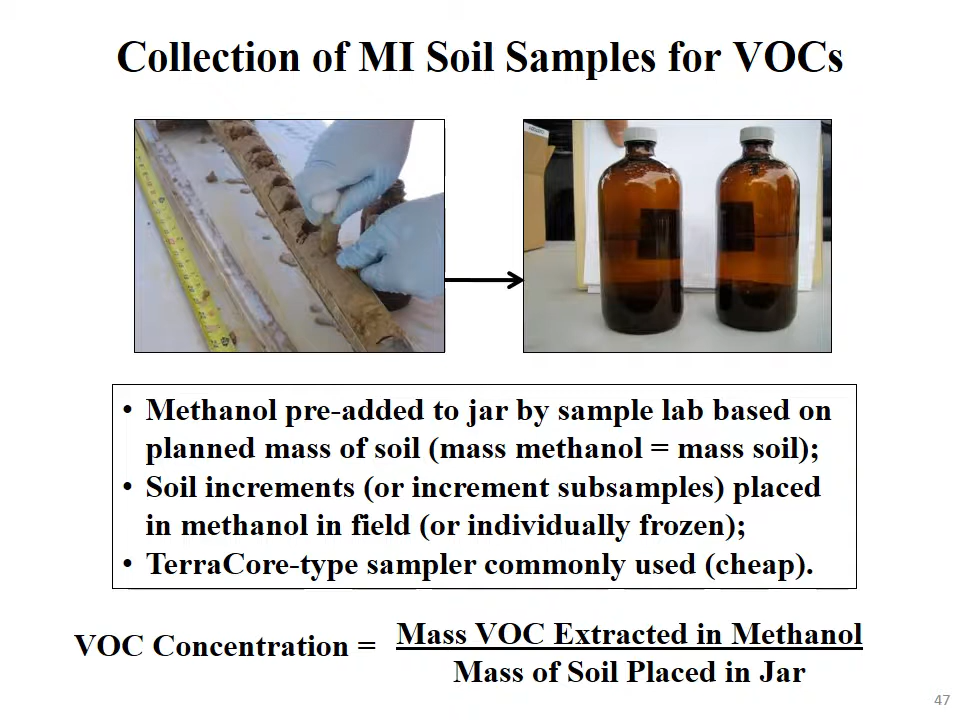 Collection of MI Soil Samples for VOCs
• Methanol pre-added to jar by sample lab based on
planned mass of soil (mass methanol = mass soil);
• Soil increments (or increment subsamples) placed
in methanol in field (or individually frozen);
• TerraCore-type sampler commonly used (cheap).
VOC Concentration = Mass VOC Extracted in Methanol
Mass of Soil Placed in Jar
47